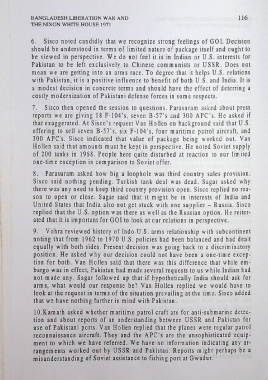 BANGLADESH LIBERATION WAR AND
THE NIXON WHITE HOUSE 1971
116
6. Sisco noted candidly that we recognize strong feelings of GOI. Decision
should be understood in terms of limited nature of package itself and ought to
be viewed in perspective. We do not feel it is in Indian or U.S. interests for
Pakistan to be left exclusively to Chinese communists or USSR. Does not
mean we are getting into an arms race. To degree that it helps U.S. relations
with Pakistan, it is a positive influence to benefit of both U.S. and India. It is
a modest decision in concrete terms and should have the effect of deterring a
costly modernization of Pakistani defense forces in some respects.
7. Sisco then opened the session to questions. Parasuram asked about press
reports we are giving 18 F-104's, seven B-57's and 300 APC's. He asked if
that exaggerated. At Sisco's request Van Hollen on background said that U.S.
offering to sell seven B-57's, six F-104's, four maritime patrol aircraft, and
300 APC's. Sisco indicated that value of package being worked out. Van
Hollen said that amounts must be kept in perspective. He noted Soviet supply
of 200 tanks in 1968. People here quite disturbed at reaction to our limited
one-time exception in comparison to Soviet offer.
8. Parasuram asked how big a loophole was third country sales provision.
Sisco said nothing pending. Turkish tank deal was dead. Sagar asked why
there was any need to keep third country provision open. Sisco replied no rea-
son to open or close. Sagar said that it might be in interests of India and
United States that India also not get stuck with one supplier - Russia. Sisco
replied that the U.S. option was there as well as the Russian option. He reiter-
ated that it is important for GOI to look at our relations in perspective.
9. Vohra reviewed history of Indo-U.S. arms relationship with subcontinent
noting that from 1962 to 1970 U.S. policies had been balanced and had dealt
equally with both sides. Present decision was going back to a discriminatory
position. He asked why our decision could not have been a one-time excep-
tion for both. Van Hollen said that there was this difference that while em-
bargo was in effect, Pakistan had made several requests to us while Indian had
not made any. Sagar followed up that if hypothetically India should ask for
arms, what would our response be? Van Hollen replied we would have to
look at the request in terms of the situation prevailing at the time. Sisco added
that we have nothing further in mind with Pakistan.
10.Kamath asked whether maritime patrol craft are for anti-submarine detec-
tion and about reports of an understanding between USSR and Pakistan for
use of Pakistani ports. Van Hollen replied that the planes were regular patrol
reconnaissance aircraft. They and the APC's are the unsophisticated equip-
ment to which we have referred. We have no information indicating any ar-
rangements worked out by USSR and Pakistan. Reports might perhaps be a
misunderstanding of Soviet assistance to fishing port at Gwadur.